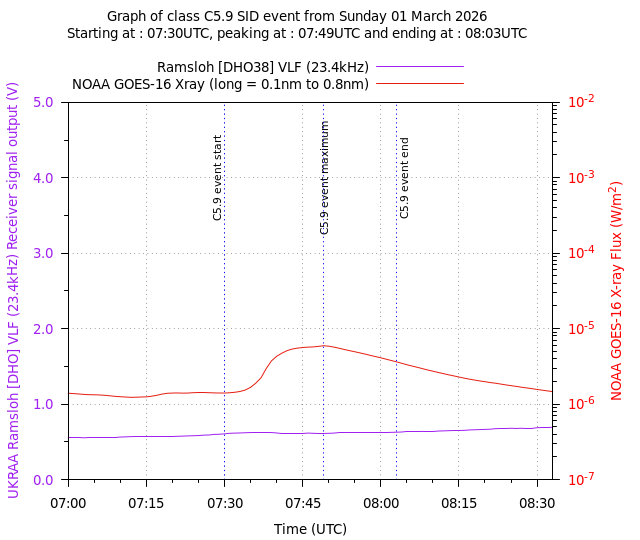 Graph of class C5.9 SID event from Sunday 01 March 2026
Starting at : 07:30UTC, peaking at : 07:49UTC and ending at : 08:03UTC
Ramsloh [DHO38] VLF (23.4kHz)
NOAA GOES-16 Xray (long = 0.1nm to 0.8nm)
UKRAA Ramsloh [DHO] VLF (23.4kHz) Receiver signal output (V)
5.0
4.0
3.0
2.0
1.0
0.0
C5.9 event start
C5.9 event maximum
C5.9 event end
10⁻²
10⁻³
10⁻⁴
10⁻⁵
10⁻⁶
10⁻⁷
NOAA GOES-16 X-ray Flux (W/m²)
07:00 07:15 07:30 07:45 08:00 08:15 08:30
Time (UTC)